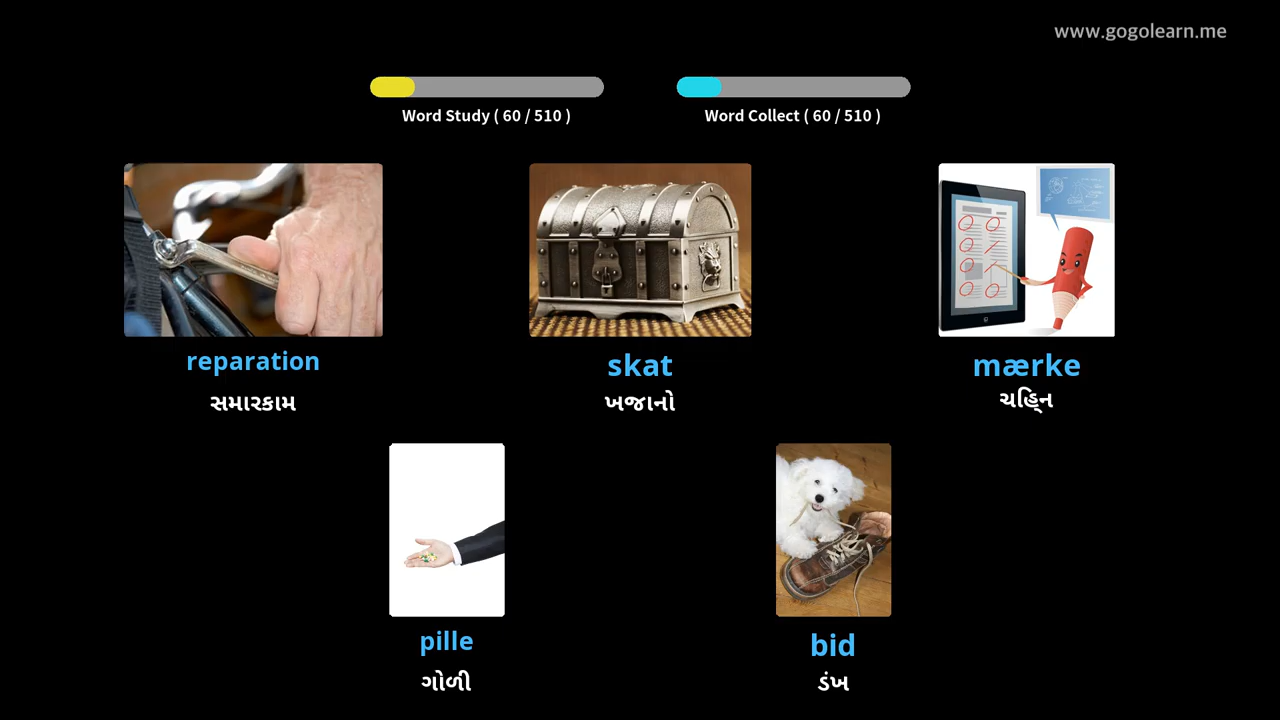 www.gogolearn.me
Word Study ( 60 / 510 )
Word Collect ( 60 / 510 )
reparation
સમારકામ
skat
ખજાનો
mærke
ચહ્નિ
pille
ગોળી
bid
ડંખ